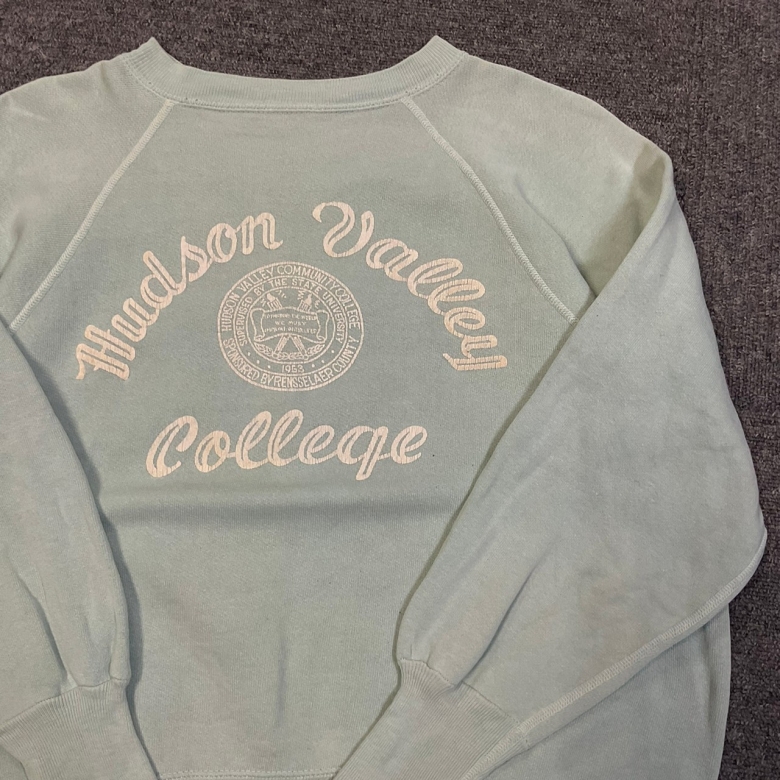 Hudson Valley
HUDSON VALLEY COMMUNITY COLLEGE
SUPERVISED BY THE STATE UNIVERSITY
1953
SPONSORED BY RENSSELAER COUNTY
College